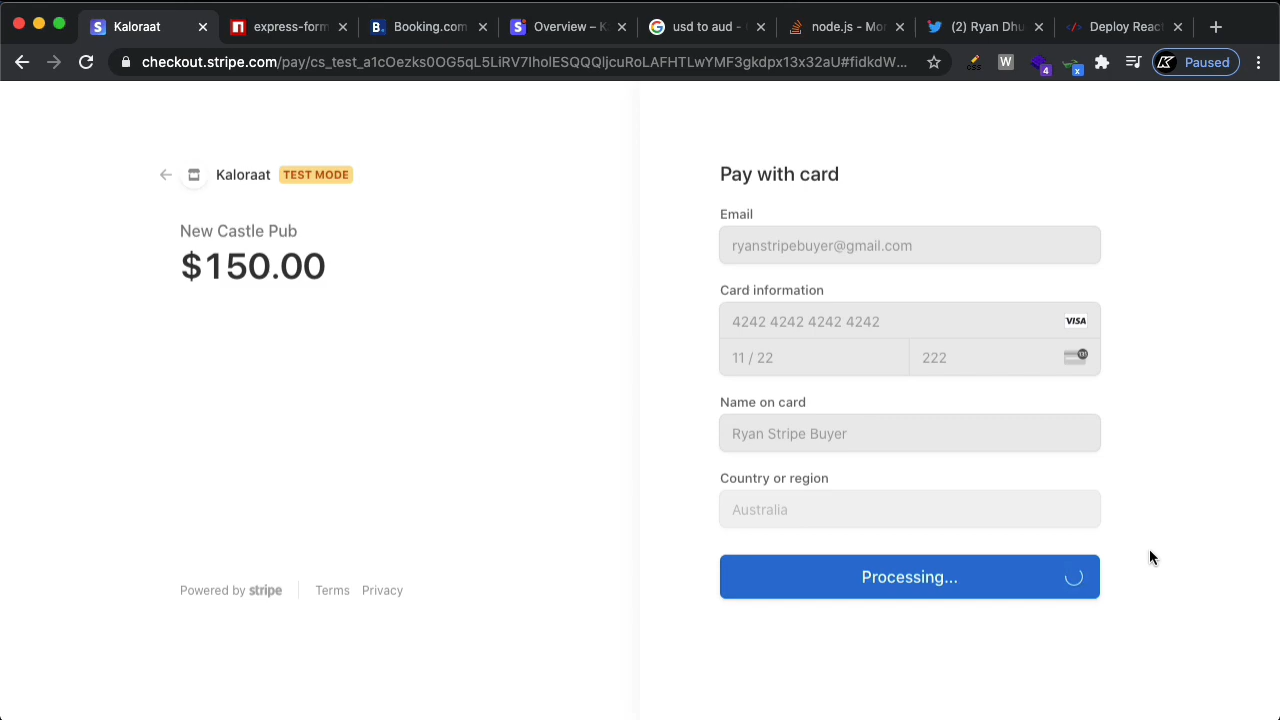 Kaloraat
express-form
Booking.com
Overview – K
usd to aud -
node.js - Mo
(2) Ryan Dhu
Deploy Reac
checkout.stripe.com/pay/cs_test_a1cOezks0OG5qL5LiRV7IholESQQQljcuRoLAFHTLwYMF3gkdpx13x32aU#fidkdW...
Paused
Kaloraat TEST MODE
New Castle Pub
$150.00
Powered by stripe
Terms Privacy
Pay with card
Email
ryanstripebuyer@gmail.com
Card information
4242 4242 4242 4242 VISA
11 / 22 222
Name on card
Ryan Stripe Buyer
Country or region
Australia
Processing...